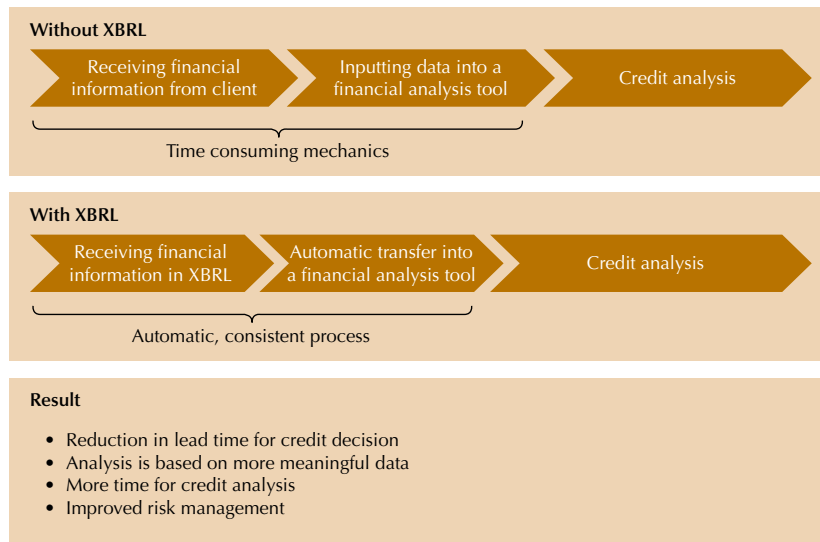 Without XBRL
Receiving financial
information from client
Inputting data into a
financial analysis tool
Credit analysis
Time consuming mechanics
With XBRL
Receiving financial
information in XBRL
Automatic transfer into
a financial analysis tool
Credit analysis
Automatic, consistent process
Result
• Reduction in lead time for credit decision
• Analysis is based on more meaningful data
• More time for credit analysis
• Improved risk management